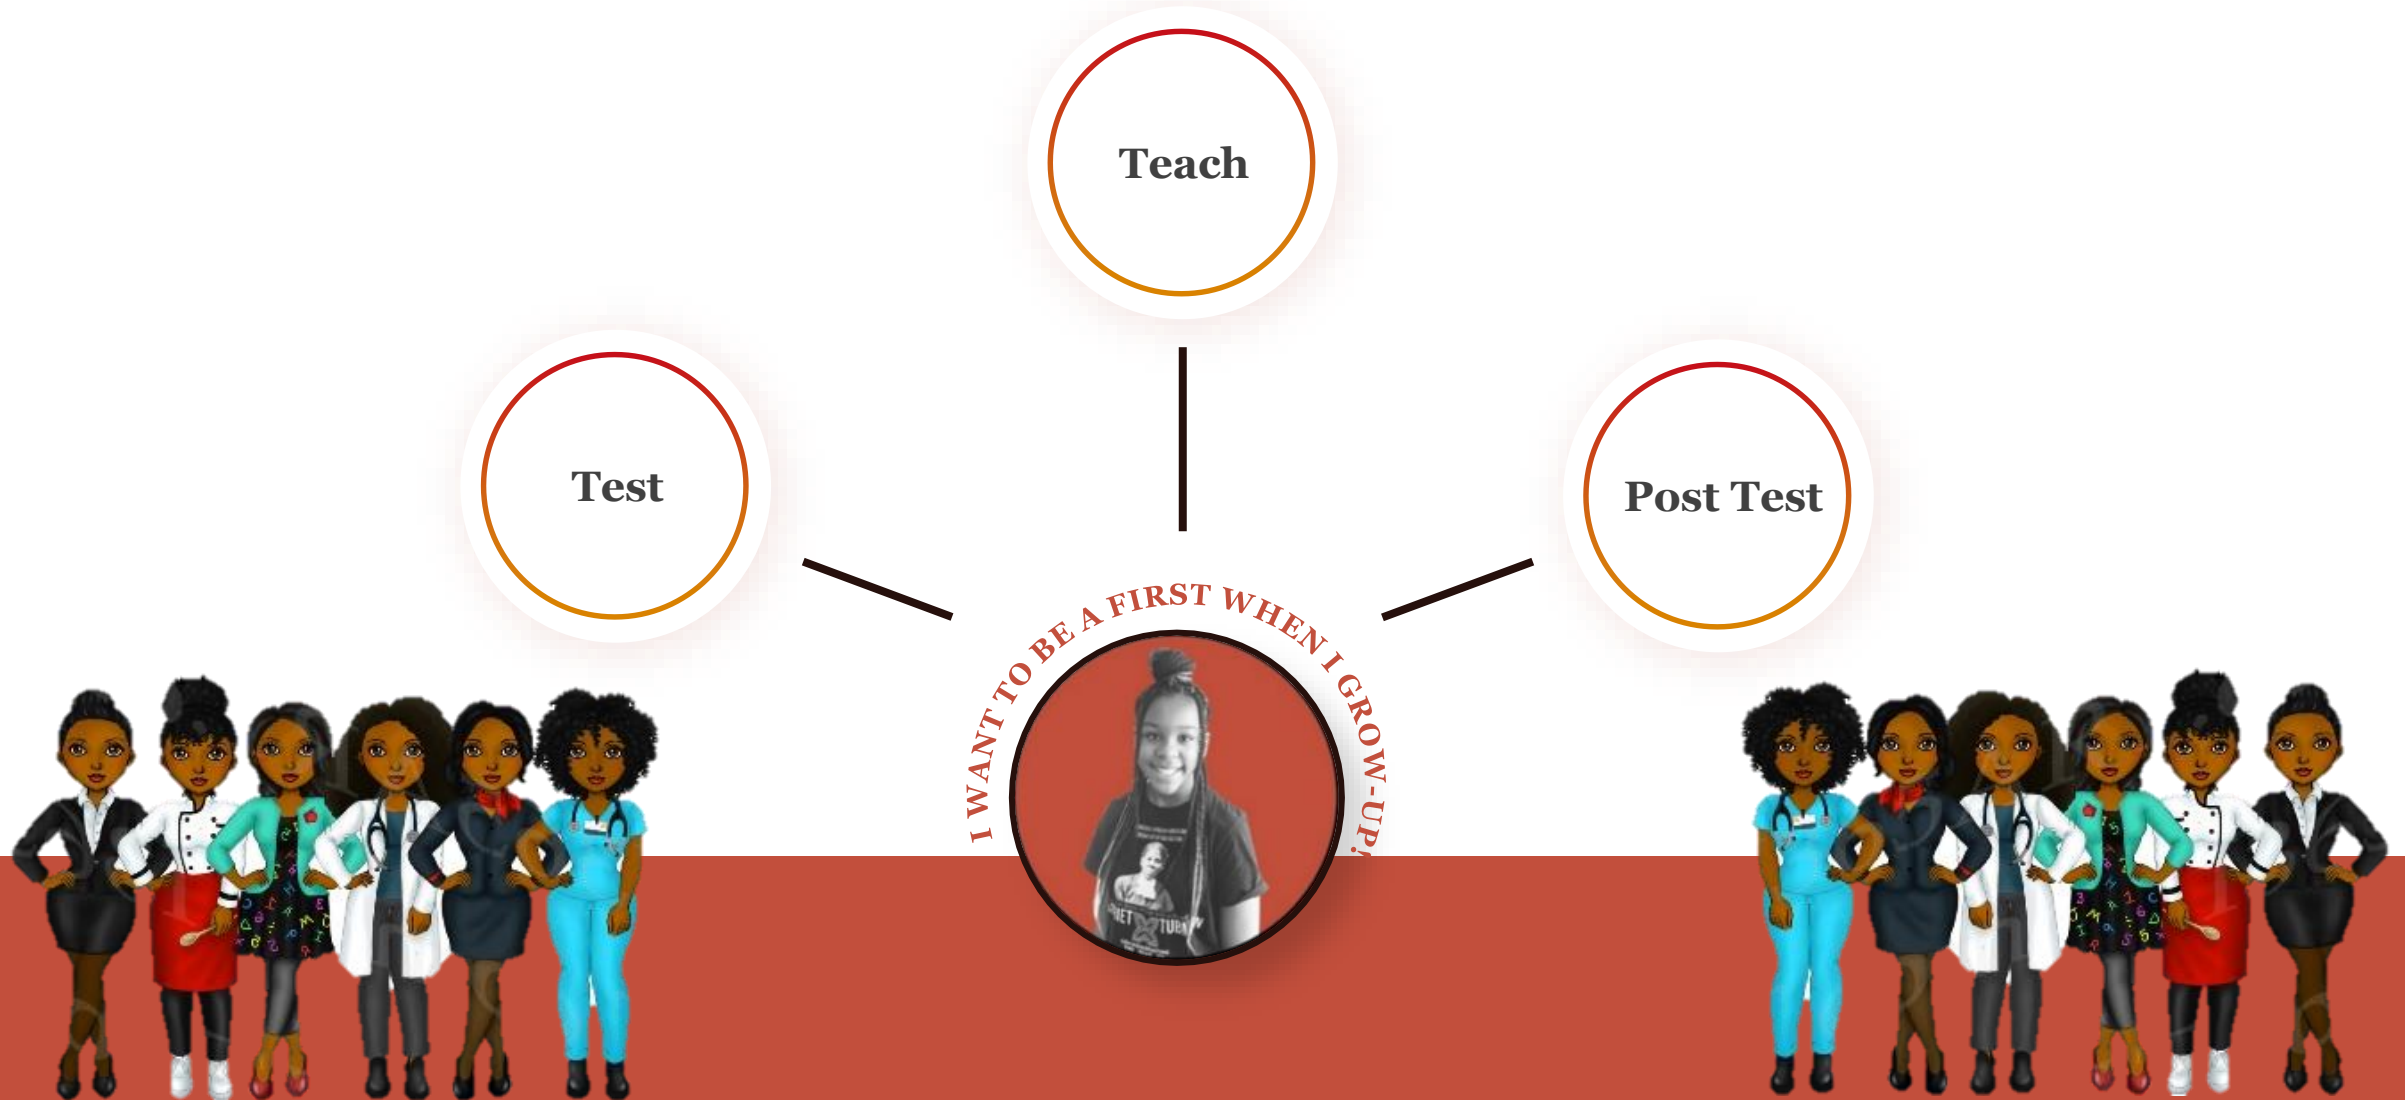 Teach
Test
Post Test
I WANT TO BE A FIRST WHEN I GROW-UP!